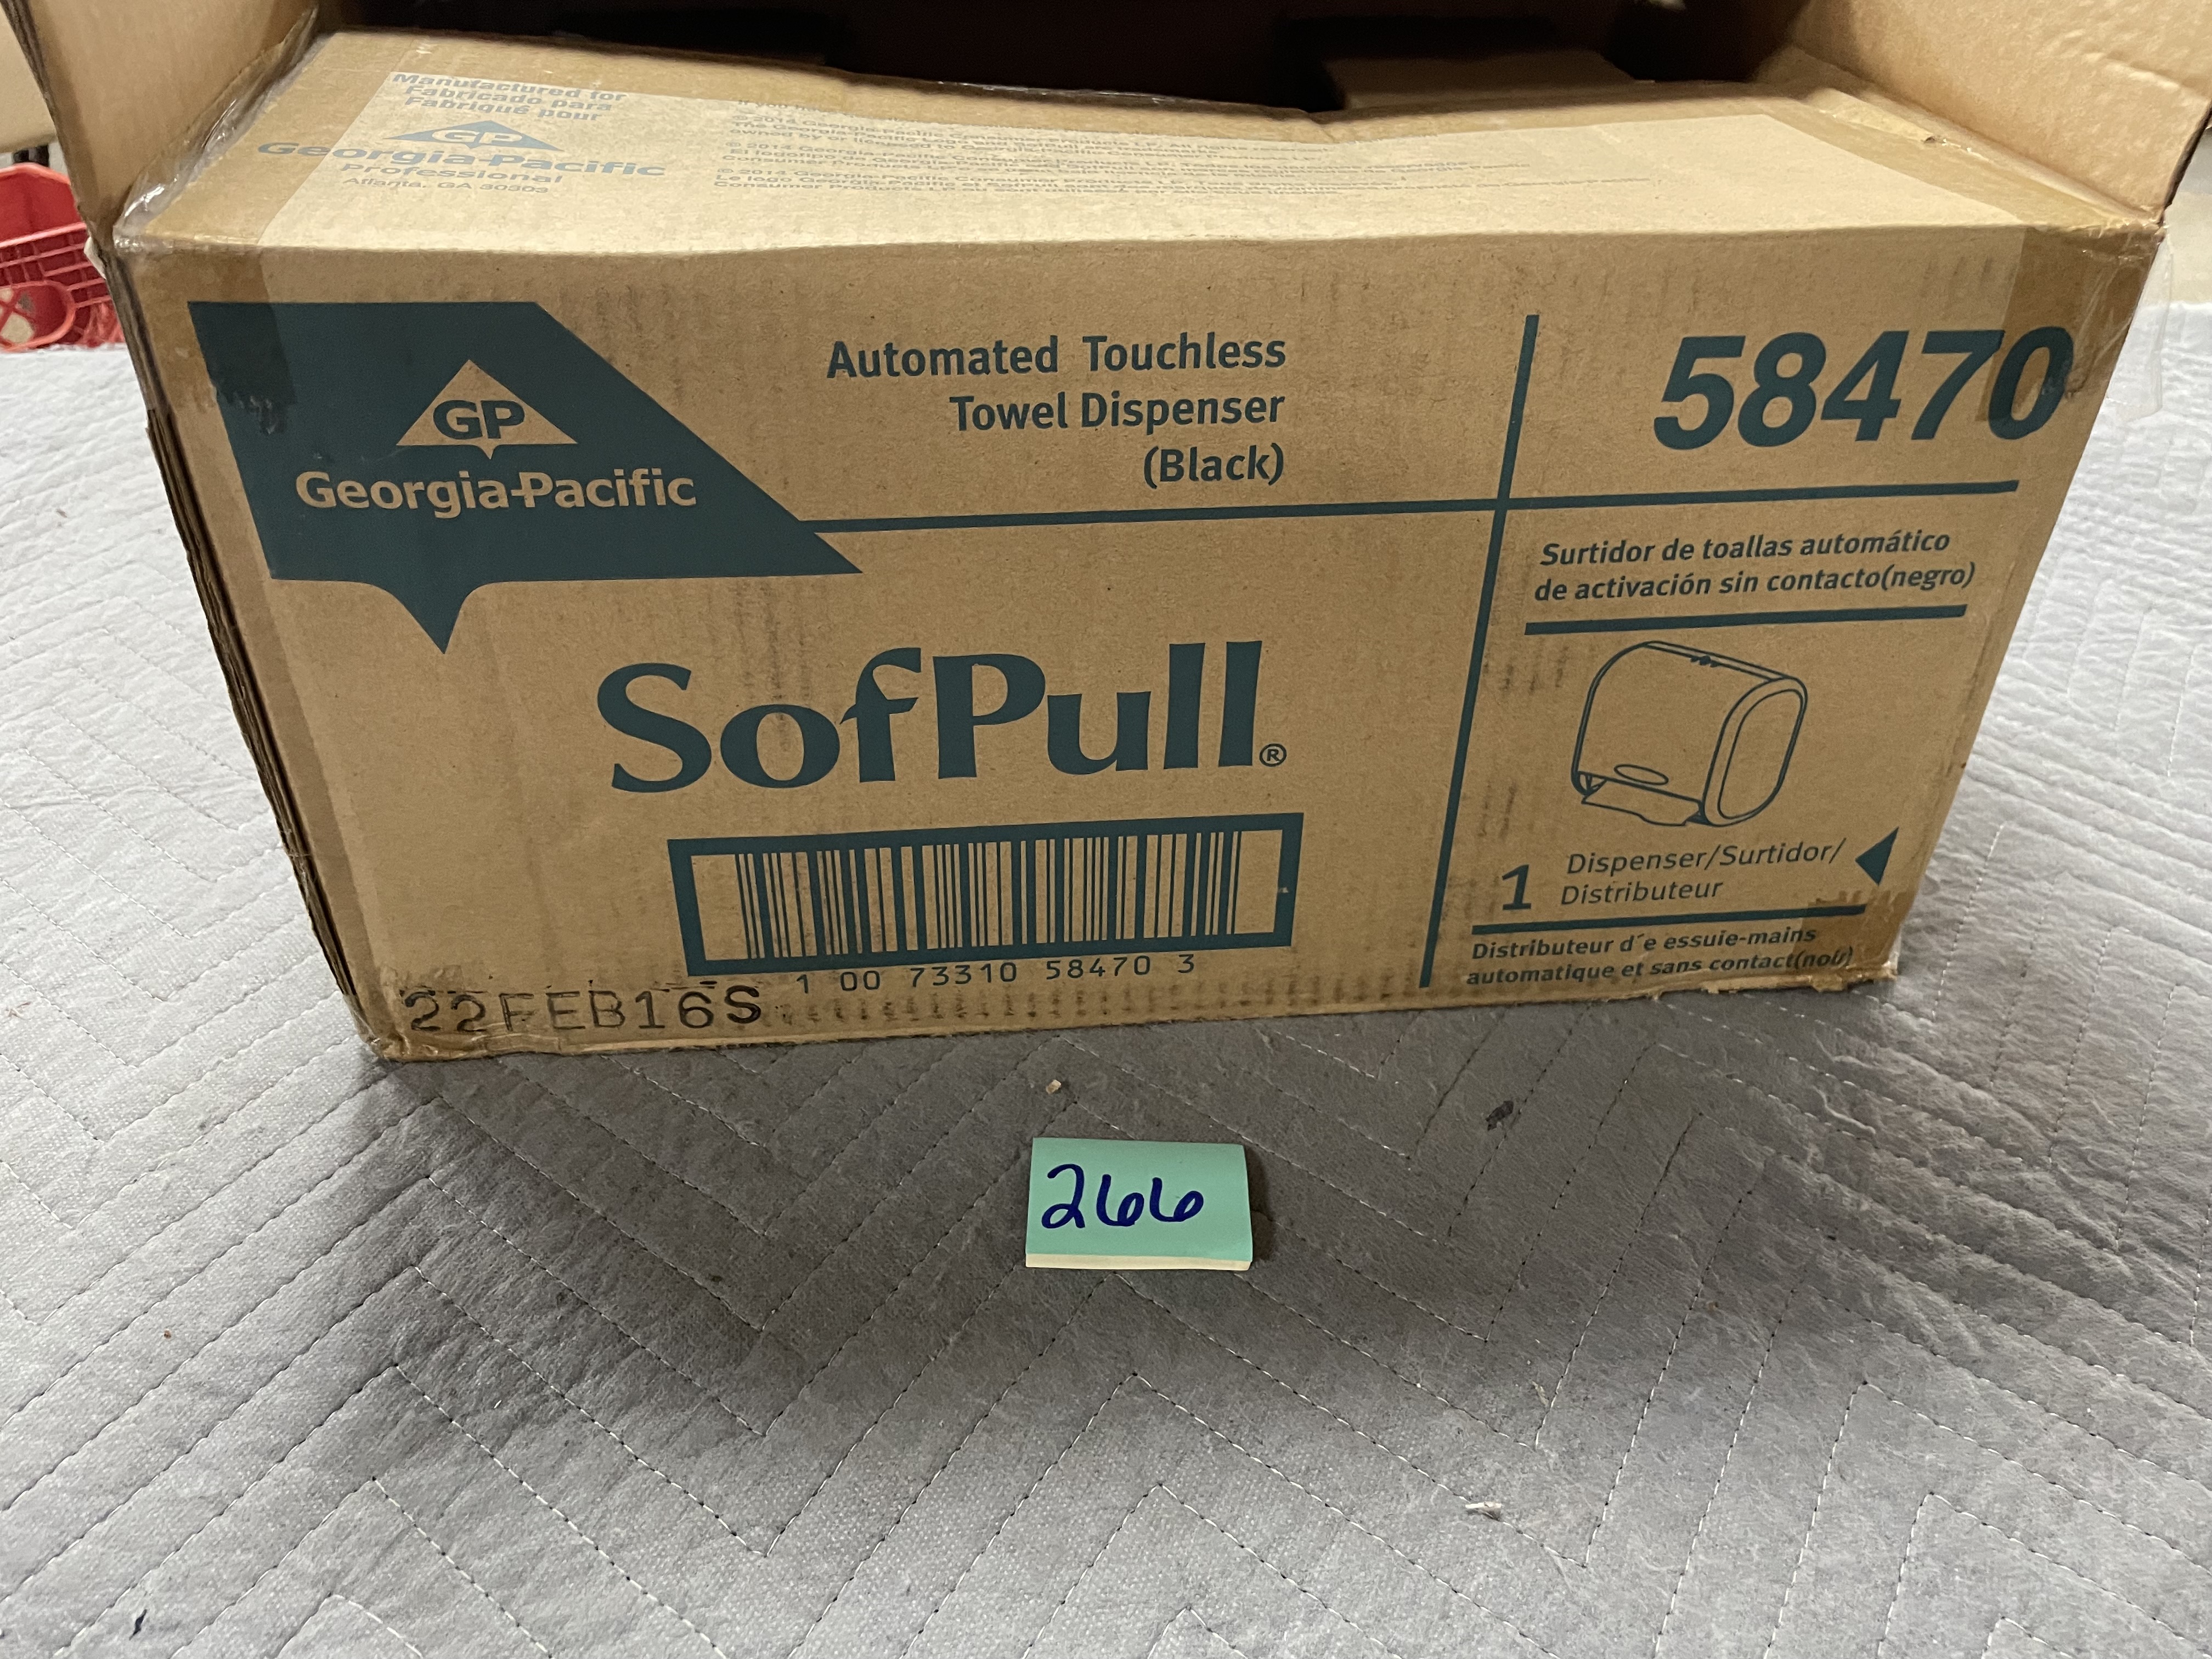 Manufactured for
Fabricado para
Fabriqué pour
GP
Georgia-Pacific
Professional
Atlanta, GA 30303
GP
Georgia-Pacific
Automated Touchless
Towel Dispenser
(Black)
58470
SofPull®
1 00 73310 58470 3
22FEB16S
Surtidor de toallas automático
de activación sin contacto(negro)
1 Dispenser/Surtidor/
Distributeur
Distributeur d´e essuie-mains
automatique et sans contact(noir)
266